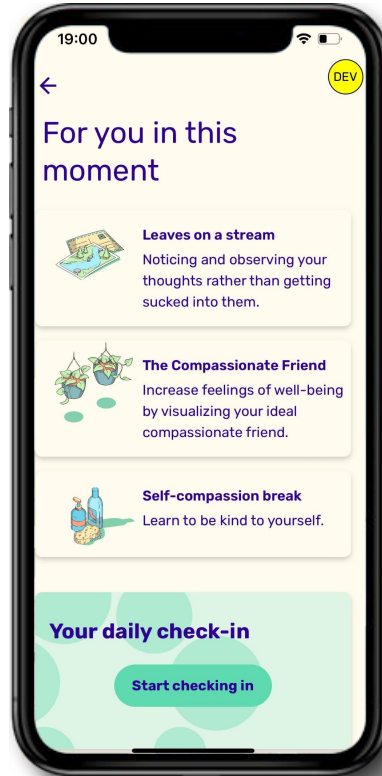 19:00
DEV
For you in this
moment
Leaves on a stream
Noticing and observing your
thoughts rather than getting
sucked into them.
The Compassionate Friend
Increase feelings of well-being
by visualizing your ideal
compassionate friend.
Self-compassion break
Learn to be kind to yourself.
Your daily check-in
Start checking in